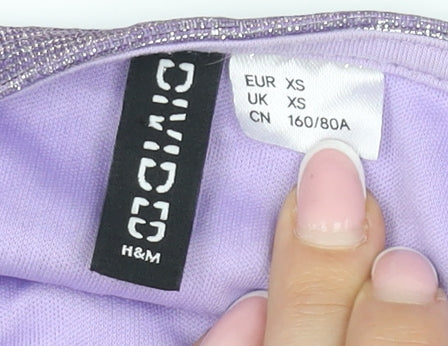 DIVIDED
H&M
EUR XS
UK XS
CN 160/80A